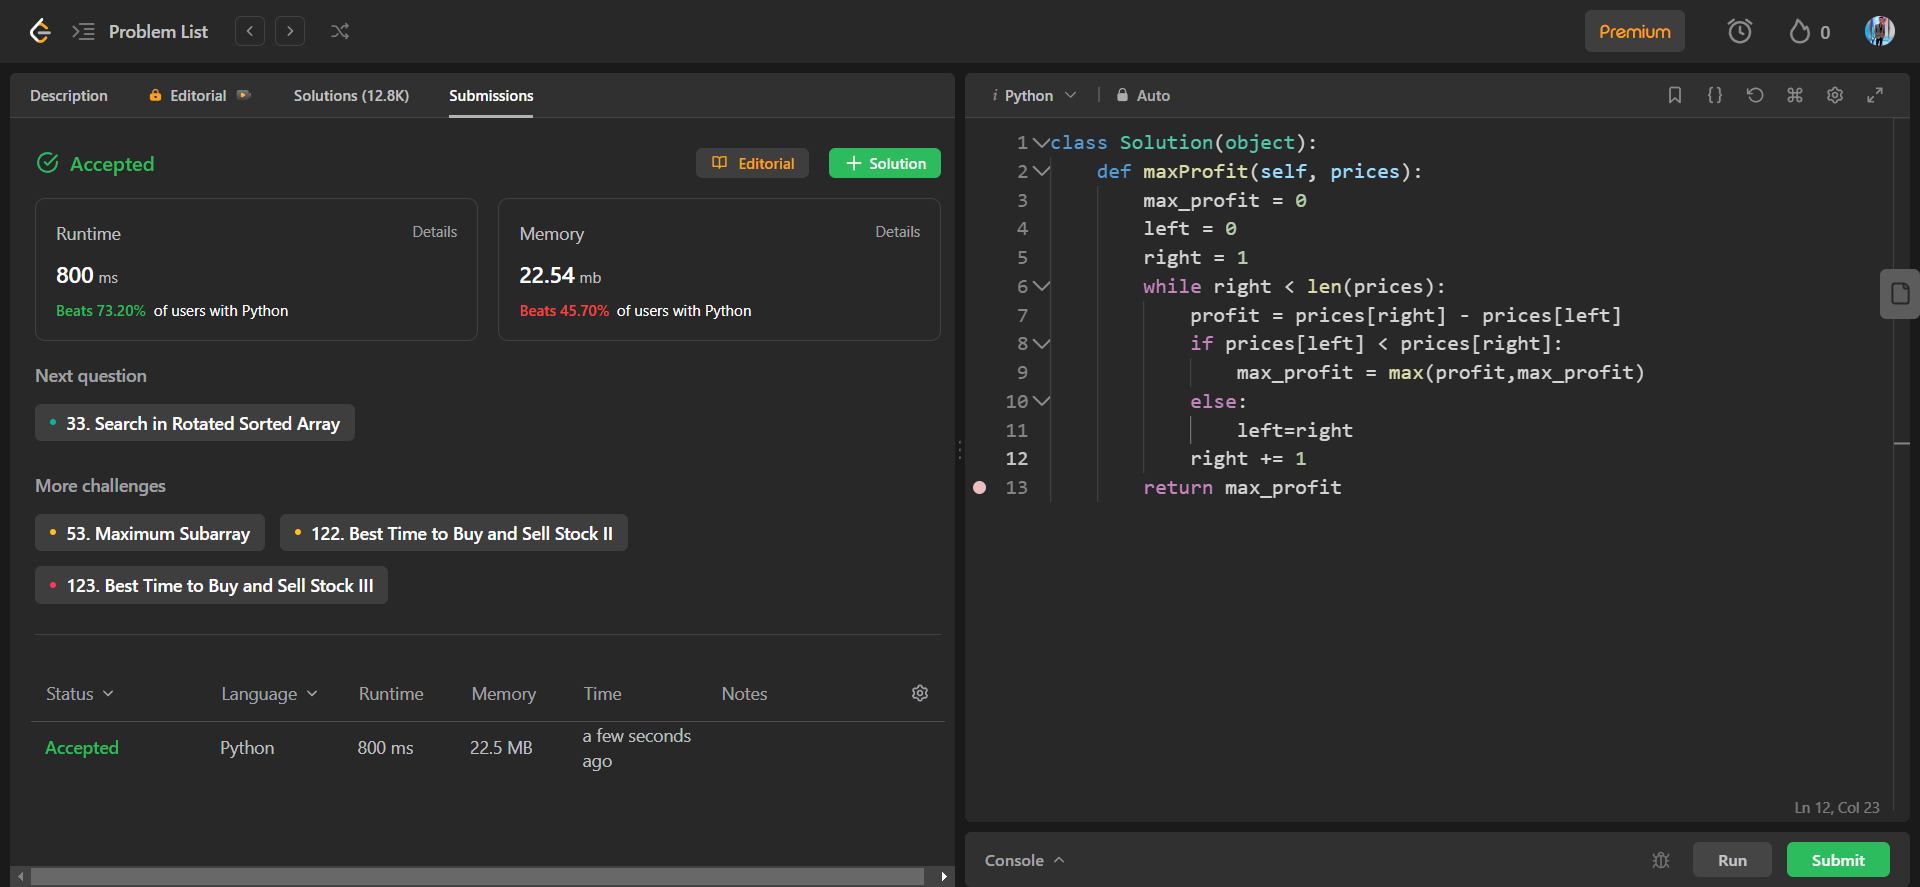 Problem List
Premium
0
Description
Editorial
Solutions (12.8K)
Submissions
Accepted
Editorial
Solution
Runtime
Details
800 ms
Beats 73.20% of users with Python
Memory
Details
22.54 mb
Beats 45.70% of users with Python
Next question
33. Search in Rotated Sorted Array
More challenges
53. Maximum Subarray
122. Best Time to Buy and Sell Stock II
123. Best Time to Buy and Sell Stock III
Status Language Runtime Memory Time Notes
Accepted Python 800 ms 22.5 MB a few seconds
ago
i Python | Auto
1 class Solution(object):
2     def maxProfit(self, prices):
3         max_profit = 0
4         left = 0
5         right = 1
6         while right < len(prices):
7             profit = prices[right] - prices[left]
8             if prices[left] < prices[right]:
9                 max_profit = max(profit,max_profit)
10             else:
11                 left=right
12             right += 1
13         return max_profit
Ln 12, Col 23
Console
Run
Submit